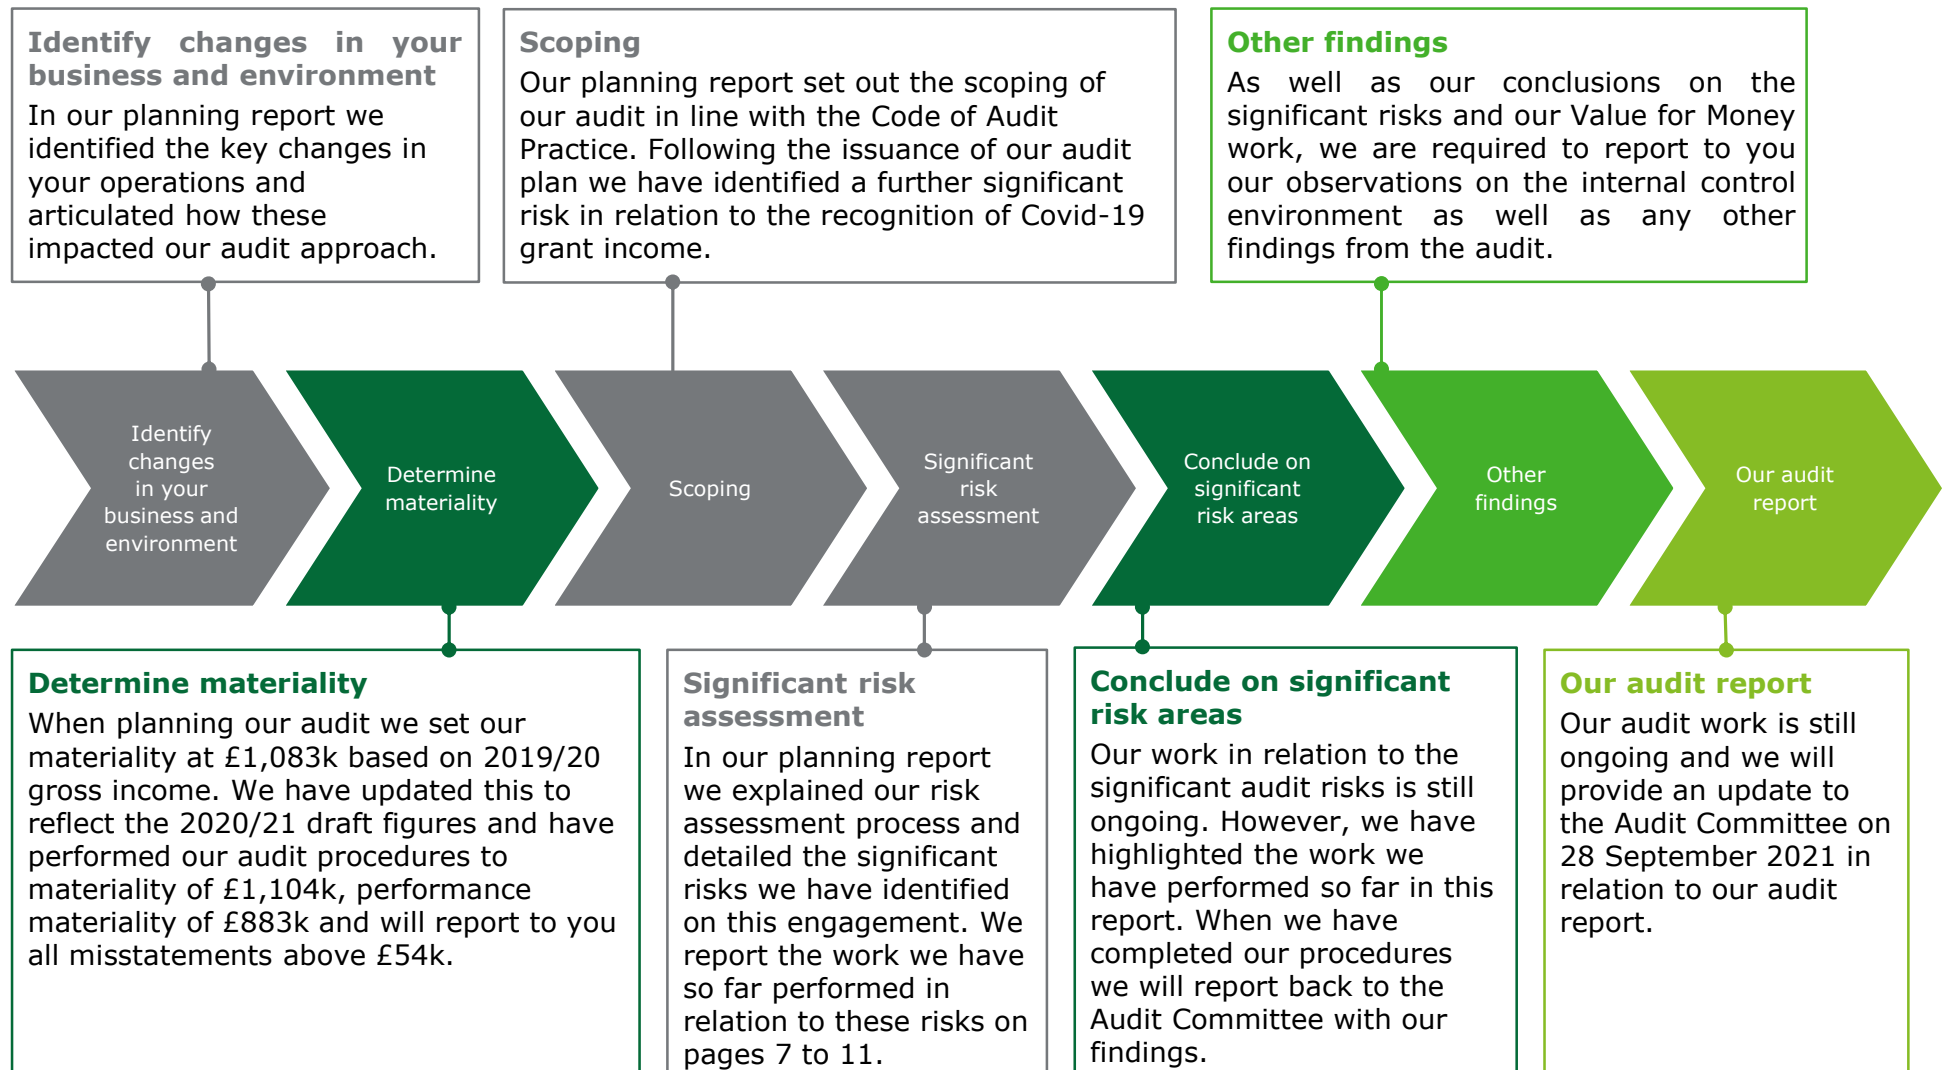 Identify changes in your
business and environment
In our planning report we
identified the key changes in
your operations and
articulated how these
impacted our audit approach.
Scoping
Our planning report set out the scoping of
our audit in line with the Code of Audit
Practice. Following the issuance of our audit
plan we have identified a further significant
risk in relation to the recognition of Covid-19
grant income.
Other findings
As well as our conclusions on the
significant risks and our Value for Money
work, we are required to report to you
our observations on the internal control
environment as well as any other
findings from the audit.
Identify
changes
in your
business and
environment
Determine
materiality
Scoping
Significant
risk
assessment
Conclude on
significant
risk areas
Other
findings
Our audit
report
Determine materiality
When planning our audit we set our
materiality at £1,083k based on 2019/20
gross income. We have updated this to
reflect the 2020/21 draft figures and have
performed our audit procedures to
materiality of £1,104k, performance
materiality of £883k and will report to you
all misstatements above £54k.
Significant risk
assessment
In our planning report
we explained our risk
assessment process and
detailed the significant
risks we have identified
on this engagement. We
report the work we have
so far performed in
relation to these risks on
pages 7 to 11.
Conclude on significant
risk areas
Our work in relation to the
significant audit risks is still
ongoing. However, we have
highlighted the work we
have performed so far in this
report. When we have
completed our procedures
we will report back to the
Audit Committee with our
findings.
Our audit report
Our audit work is still
ongoing and we will
provide an update to
the Audit Committee on
28 September 2021 in
relation to our audit
report.